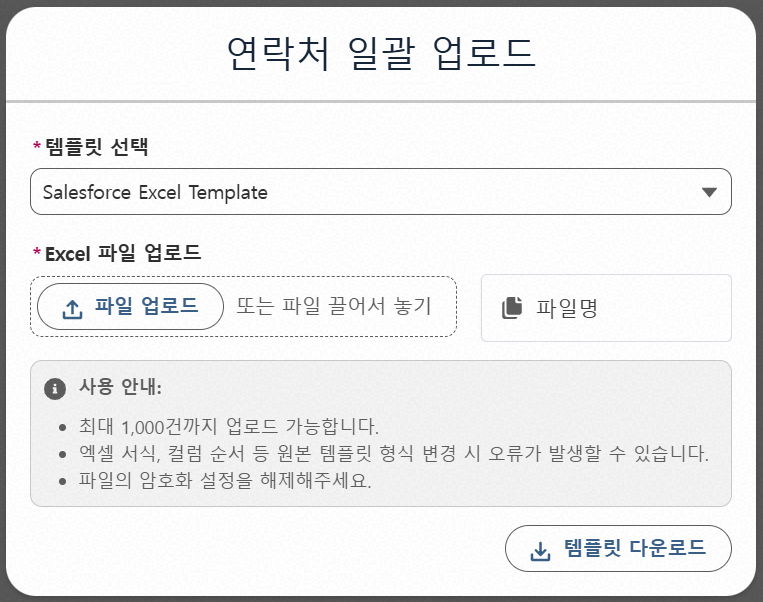 연락처 일괄 업로드
*템플릿 선택
Salesforce Excel Template
*Excel 파일 업로드
파일 업로드 또는 파일 끌어서 놓기
파일명
사용 안내:
• 최대 1,000건까지 업로드 가능합니다.
• 엑셀 서식, 컬럼 순서 등 원본 템플릿 형식 변경 시 오류가 발생할 수 있습니다.
• 파일의 암호화 설정을 해제해주세요.
템플릿 다운로드